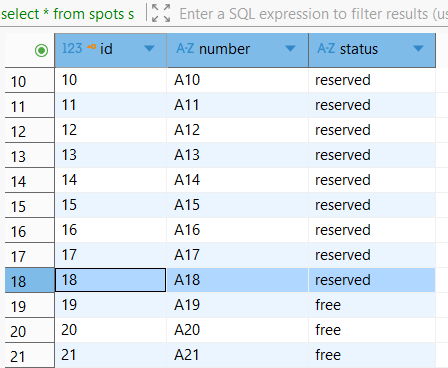 select * from spots s Enter a SQL expression to filter results (us
123 id A-Z number A-Z status
10 10 A10 reserved
11 11 A11 reserved
12 12 A12 reserved
13 13 A13 reserved
14 14 A14 reserved
15 15 A15 reserved
16 16 A16 reserved
17 17 A17 reserved
18 18 A18 reserved
19 19 A19 free
20 20 A20 free
21 21 A21 free